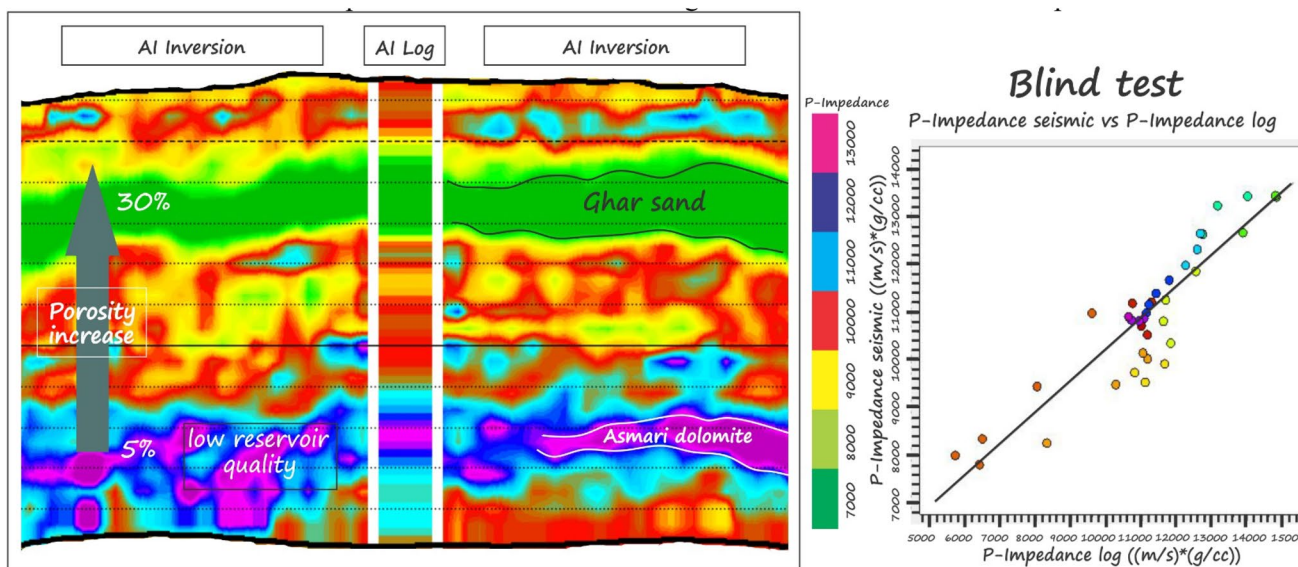 AI Inversion
AI Log
AI Inversion
30%
Ghar sand
Porosity
increase
5%
low reservoir
quality
Asmari dolomite
P-Impedance
13000
12000
11000
10000
9000
8000
7000
Blind test
P-Impedance seismic vs P-Impedance log
P-Impedance seismic ((m/s)*(g/cc))
14000
13000
12000
11000
10000
9000
8000
7000
5000 6000 7000 8000 9000 10000 11000 12000 13000 14000 1500
P-Impedance log ((m/s)*(g/cc))